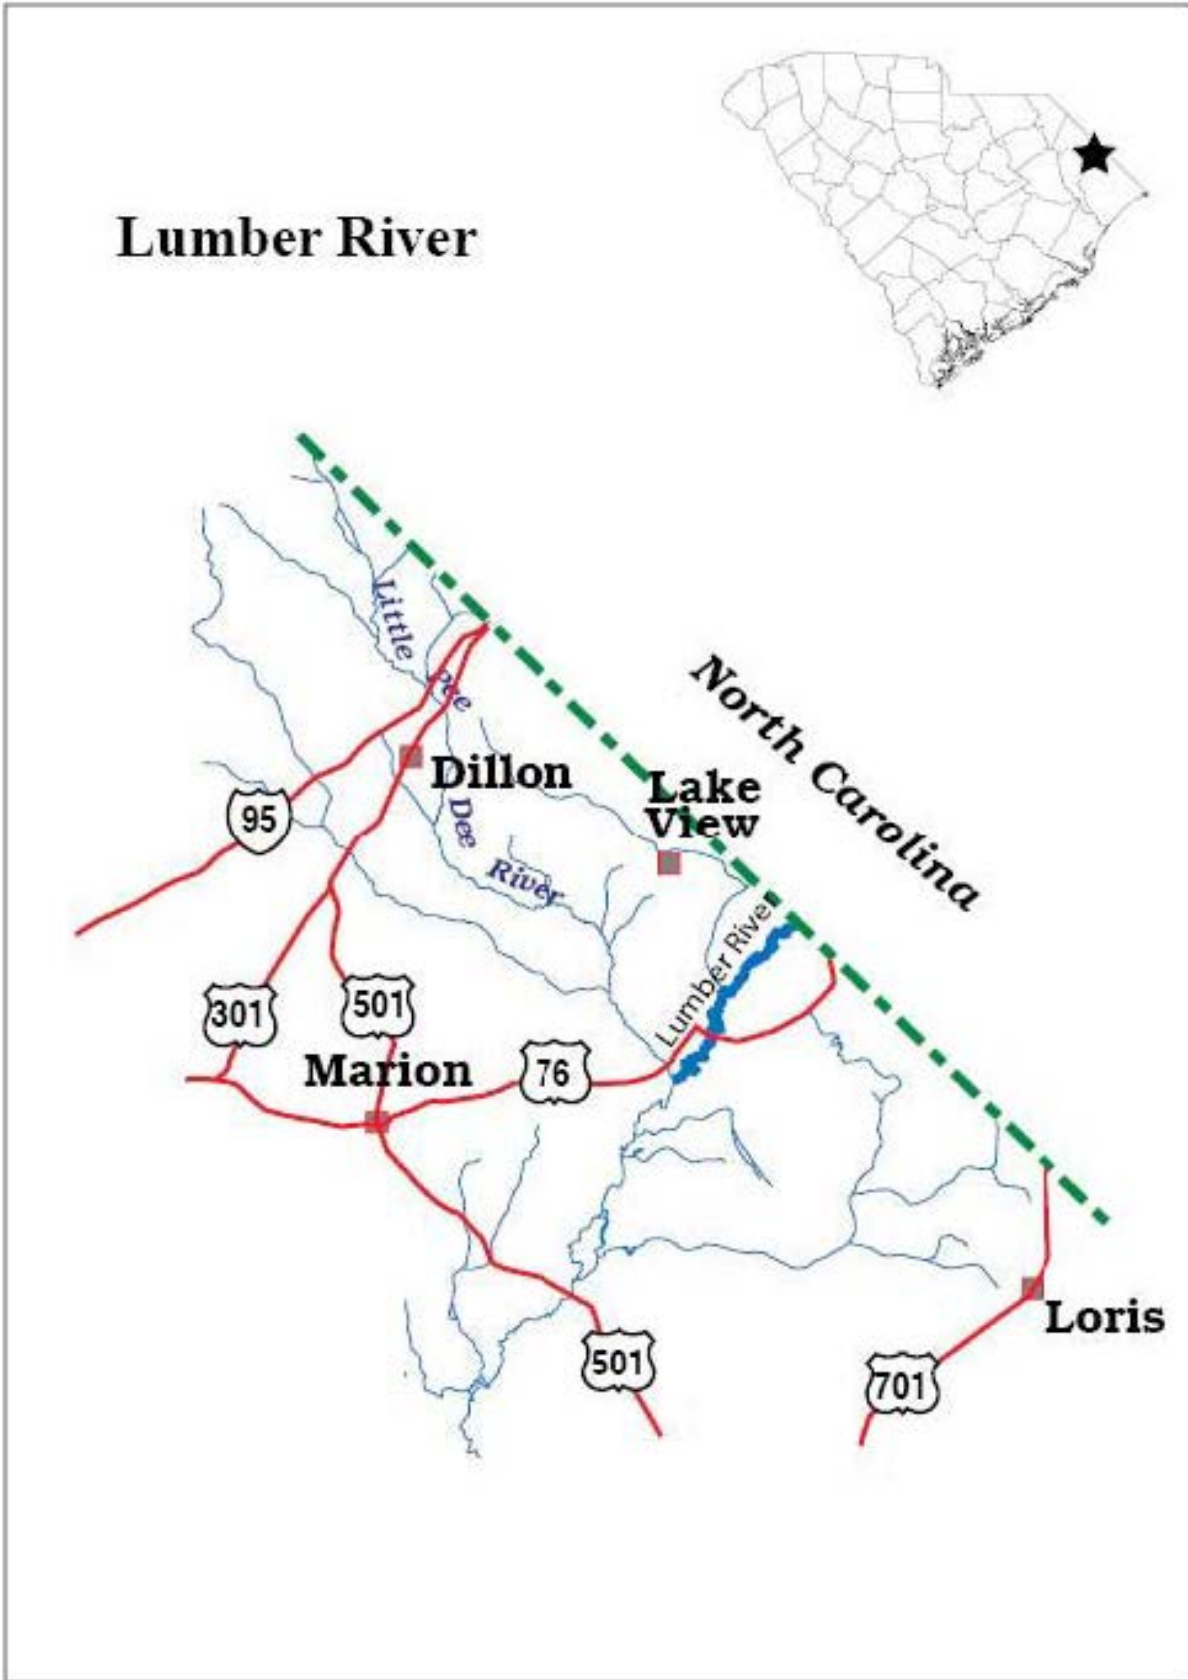 Lumber River
North Carolina
Little
Pee
Dee
River
Dillon
Lake
View
95
Lumber River
301
501
Marion
76
Loris
501
701